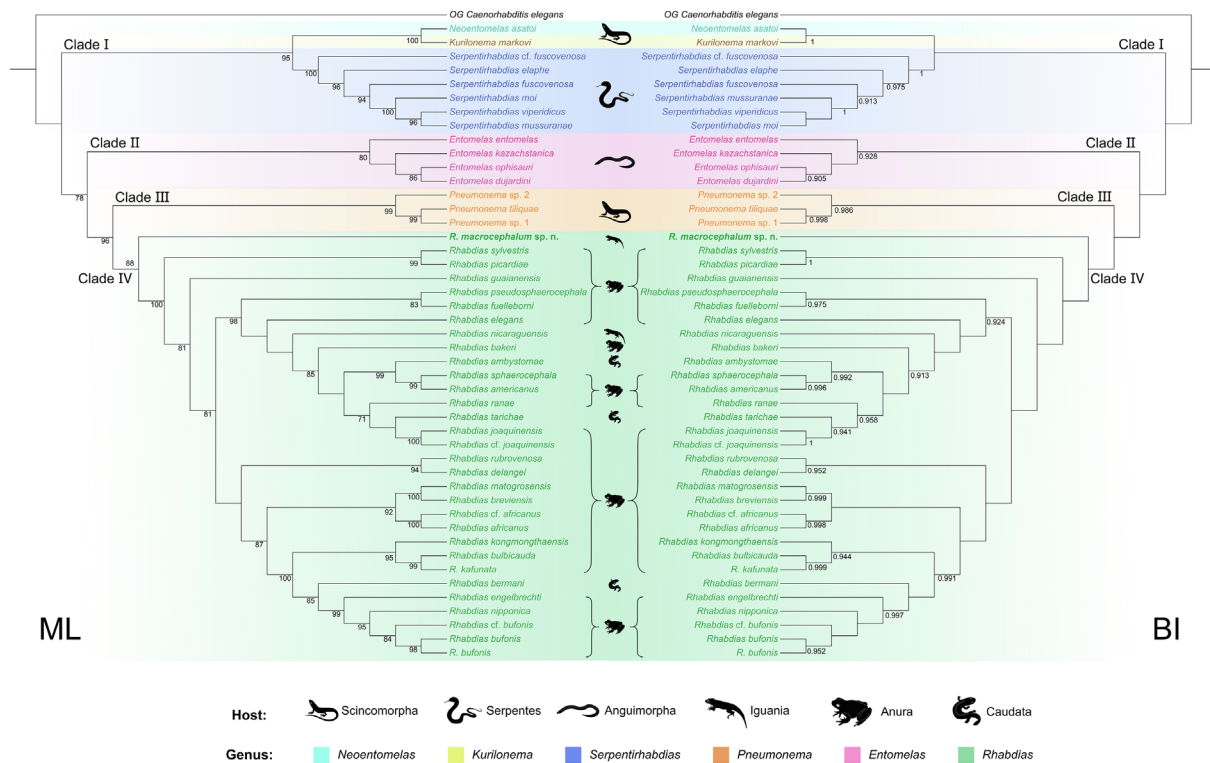 OG Caenorhabditis elegans OG Caenorhabditis elegans
Neoentomelas asatoi Neoentomelas asatoi
Clade I 100 Kurilonema markovi Kurilonema markovi 1 Clade I
95 Serpentirhabdias cf. fuscovenosa Serpentirhabdias cf. fuscovenosa 1
100 Serpentirhabdias elaphe Serpentirhabdias elaphe 0.975
96 Serpentirhabdias fuscovenosa Serpentirhabdias fuscovenosa 0.913
94 Serpentirhabdias moi Serpentirhabdias mussuranae
100 Serpentirhabdias viperidicus Serpentirhabdias viperidicus 1
96 Serpentirhabdias mussuranae Serpentirhabdias moi
Clade II Entomelas entomelas Entomelas entomelas Clade II
80 Entomelas kazachstanica Entomelas kazachstanica 0.928
Entomelas ophisauri Entomelas ophisauri
86 Entomelas dujardini Entomelas dujardini 0.905
78 Clade III Pneumonema sp. 2 Pneumonema sp. 2 Clade III
99 Pneumonema tiliquae Pneumonema tiliquae 0.986
99 Pneumonema sp. 1 Pneumonema sp. 1 0.998
96 R. macrocephalum sp. n. R. macrocephalum sp. n.
Rhabdias sylvestris Rhabdias sylvestris
88 99 Rhabdias picardiae Rhabdias picardiae 1
Clade IV Rhabdias guaianensis Rhabdias guaianensis Clade IV
100 Rhabdias pseudosphaerocephala Rhabdias pseudosphaerocephala
83 Rhabdias fuelleborni Rhabdias fuelleborni 0.975
98 Rhabdias elegans Rhabdias elegans 0.924
Rhabdias nicaraguensis Rhabdias nicaraguensis
81 Rhabdias bakeri Rhabdias bakeri
85 Rhabdias ambystomae Rhabdias ambystomae 0.913
99 Rhabdias sphaerocephala Rhabdias sphaerocephala 0.992
99 Rhabdias americanus Rhabdias americanus 0.996
Rhabdias ranae Rhabdias ranae
81 71 Rhabdias tarichae Rhabdias tarichae 0.958
Rhabdias joaquinensis Rhabdias joaquinensis 0.941
100 Rhabdias cf. joaquinensis Rhabdias cf. joaquinensis 1
Rhabdias rubrovenosa Rhabdias rubrovenosa
94 Rhabdias delangei Rhabdias delangei 0.952
Rhabdias matogrosensis Rhabdias matogrosensis
100 Rhabdias breviensis Rhabdias breviensis 0.999
92 Rhabdias cf. africanus Rhabdias cf. africanus
100 Rhabdias africanus Rhabdias africanus 0.998
87 Rhabdias kongmongthaensis Rhabdias kongmongthaensis
95 Rhabdias bulbicauda Rhabdias bulbicauda 0.944
99 R. kafunata R. kafunata 0.999
100 Rhabdias bermani Rhabdias bermani 0.991
85 Rhabdias engelbrechti Rhabdias engelbrechti
99 Rhabdias nipponica Rhabdias nipponica 0.997
95 Rhabdias cf. bufonis Rhabdias cf. bufonis
84 Rhabdias bufonis Rhabdias bufonis
98 R. bufonis R. bufonis 0.952
ML BI
Host: Scincomorpha Serpentes Anguimorpha Iguania Anura Caudata
Genus: Neoentomelas Kurilonema Serpentirhabdias Pneumonema Entomelas Rhabdias